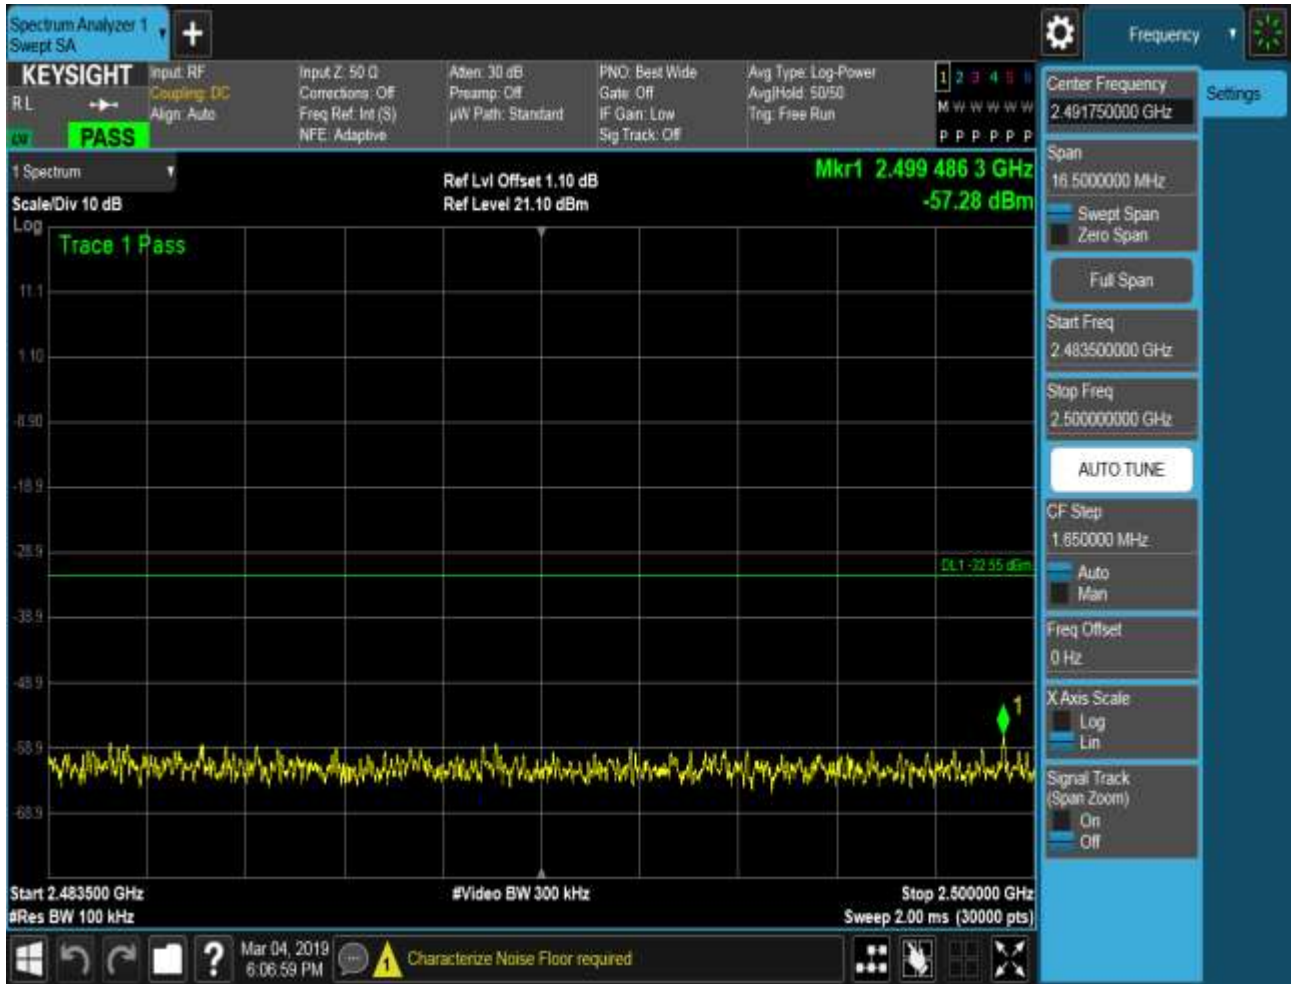 Spectrum Analyzer 1
Swept SA
+
Frequency
KEYSIGHT
R L
PASS
Input: RF
Coupling: DC
Align: Auto
Input Z: 50 Ω
Corrections: Off
Freq Ref: Int (S)
NFE: Adaptive
Atten: 30 dB
Preamp: Off
µW Path: Standard
PNO: Best Wide
Gate: Off
IF Gain: Low
Sig Track: Off
Avg Type: Log-Power
Avg|Hold: 50/50
Trig: Free Run
1 2 3 4 5 6
M W W W W W
P P P P P P
1 Spectrum
Scale/Div 10 dB
Log
Ref Lvl Offset 1.10 dB
Ref Level 21.10 dBm
Mkr1 2.499 486 3 GHz
-57.28 dBm
Trace 1 Pass
11.1
1.10
-8.90
-18.9
-28.9
DL1 -32.55 dBm
-38.9
-48.9
1
-58.9
-68.9
Start 2.483500 GHz
#Video BW 300 kHz
Stop 2.500000 GHz
#Res BW 100 kHz
Sweep 2.00 ms (30000 pts)
Center Frequency
2.491750000 GHz
Settings
Span
16.5000000 MHz
Swept Span
Zero Span
Full Span
Start Freq
2.483500000 GHz
Stop Freq
2.500000000 GHz
AUTO TUNE
CF Step
1.650000 MHz
Auto
Man
Freq Offset
0 Hz
X Axis Scale
Log
Lin
Signal Track
(Span Zoom)
On
Off
?
Mar 04, 2019
6:06:59 PM
1
Characterize Noise Floor required